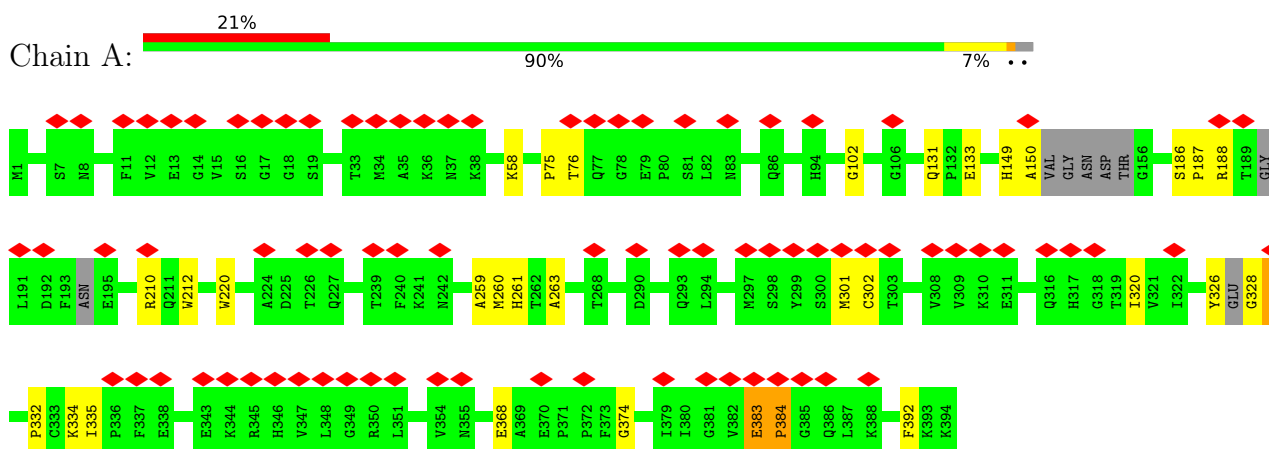 21%
Chain A:
90% 7% • •
M1 S7 N8 F11 V12 E13 G14 V15 S16 G17 G18 S19 T33 M34 A35 K36 N37 K38 K58 P75 T76 Q77 G78 E79 P80 S81 L82 N83 Q86 H94 G102 G106 Q131 P132 E133 H149 A150 VAL GLY ASN ASP THR G156 S186 P187 R188 T189 GLY
L191 D192 F193 ASN E195 R210 Q211 W212 W220 A224 D225 T226 Q227 T239 F240 K241 N242 A259 M260 H261 T262 A263 T268 D290 Q293 L294 M297 S298 Y299 S300 M301 C302 T303 V308 V309 K310 E311 Q316 H317 G318 T319 I320 V321 I322 Y326 GLU G328
P332 C333 K334 I335 P336 F337 E338 E343 K344 R345 H346 V347 L348 G349 R350 L351 V354 N355 E368 A369 E370 P371 P372 F373 G374 I379 I380 G381 V382 E383 P384 G385 Q386 L387 K388 F392 K393 K394